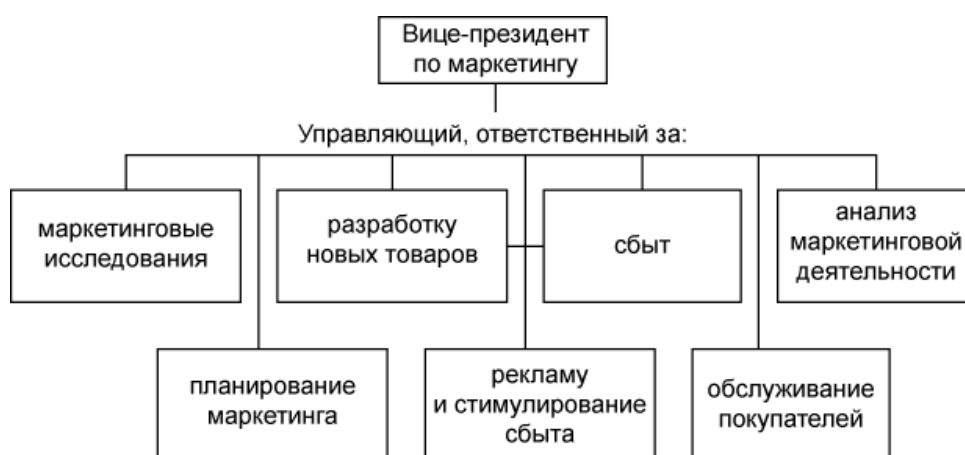 Вице-президент
по маркетингу
Управляющий, ответственный за:
маркетинговые
исследования
разработку
новых товаров
сбыт
анализ
маркетинговой
деятельности
планирование
маркетинга
рекламу
и стимулирование
сбыта
обслуживание
покупателей